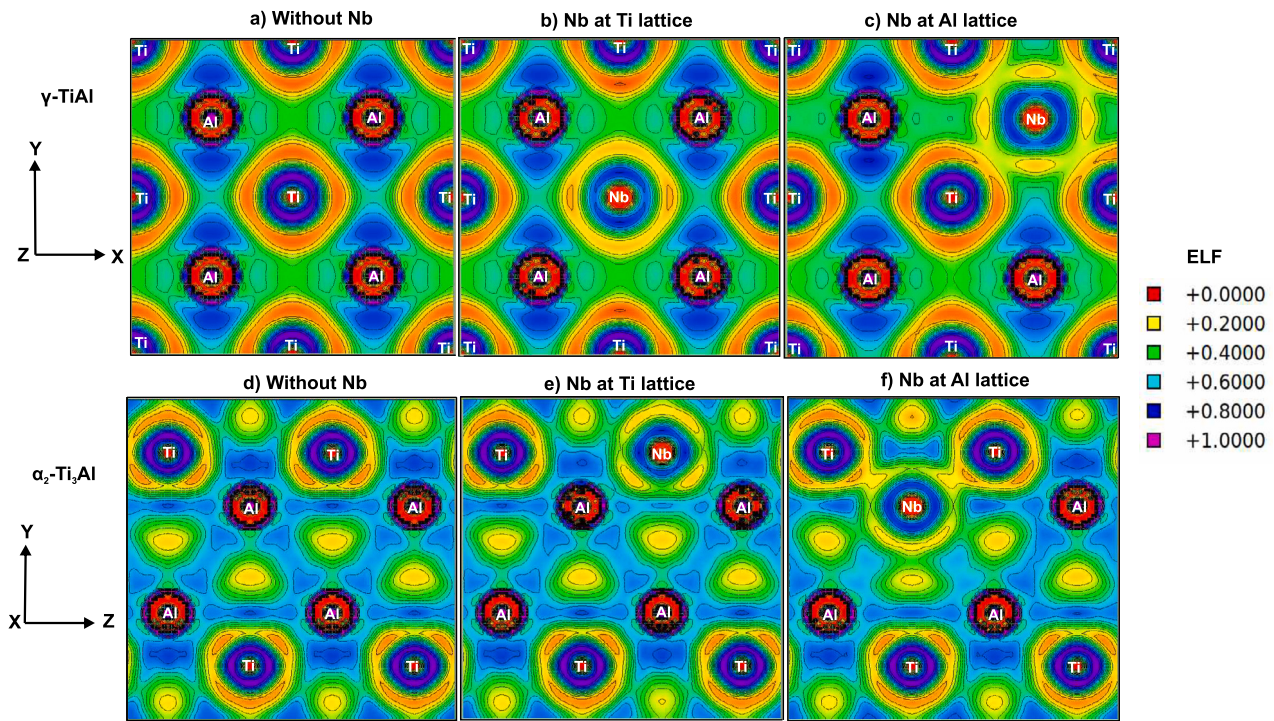 a) Without Nb b) Nb at Ti lattice c) Nb at Al lattice
γ-TiAl
Y
Z X
Ti Ti Ti Ti Ti Ti Ti Ti
Al Al Al Al Al Nb
Ti Ti Ti Ti Nb Ti Ti Ti Ti
Al Al Al Al Al Al
Ti Ti Ti Ti Ti Ti Ti Ti Ti
ELF
+0.0000
+0.2000
+0.4000
+0.6000
+0.8000
+1.0000
d) Without Nb e) Nb at Ti lattice f) Nb at Al lattice
α2-Ti3Al
Y
X Z
Ti Ti Ti Nb Ti Ti
Al Al Al Al Nb Al
Al Al Al Al Al Al
Ti Ti Ti Ti Ti Ti